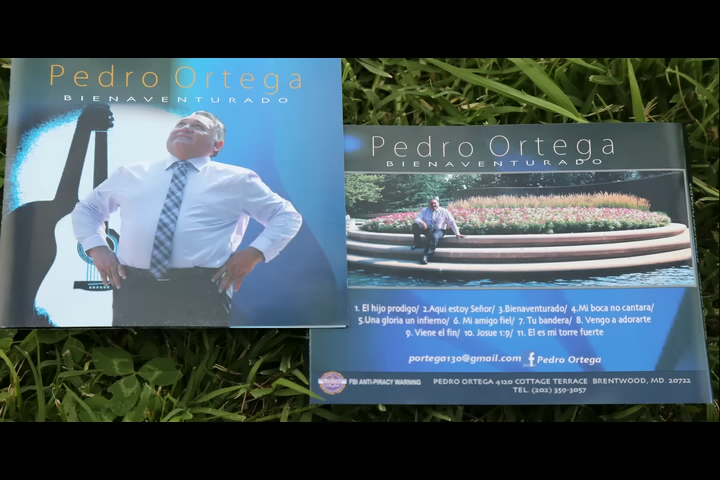 Pedro Ortega
BIENAVENTURADO
Pedro Ortega
BIENAVENTURADO
1. El hijo prodigo/ 2.Aqui estoy Señor/ 3.Bienaventurado/ 4.Mi boca no cantara/
5.Una gloria un infierno/ 6. Mi amigo fiel/ 7. Tu bandera/ 8. Vengo a adorarte
9. Viene el fin/ 10. Josue 1:9/ 11. El es mi torre fuerte
portega130@gmail.com f Pedro Ortega
FBI ANTI-PIRACY WARNING PEDRO ORTEGA 4120 COTTAGE TERRACE BRENTWOOD, MD. 20722
TEL. (202) 359-3057